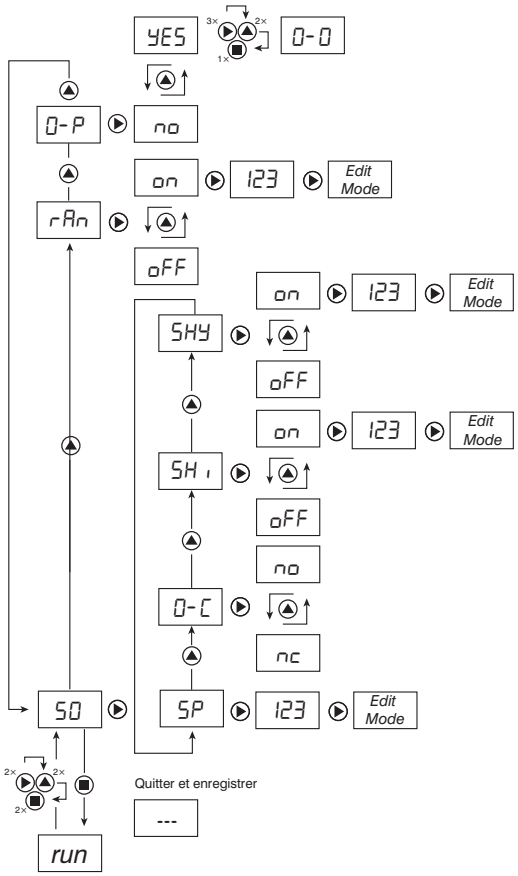 3× 2×
1×
YES
0-0
0-P
no
on
123
Edit
Mode
rAn
oFF
on
123
Edit
Mode
SHY
oFF
on
123
Edit
Mode
SHi
oFF
no
0-C
nc
SO
SP
123
Edit
Mode
2× 2×
2×
Quitter et enregistrer
---
run